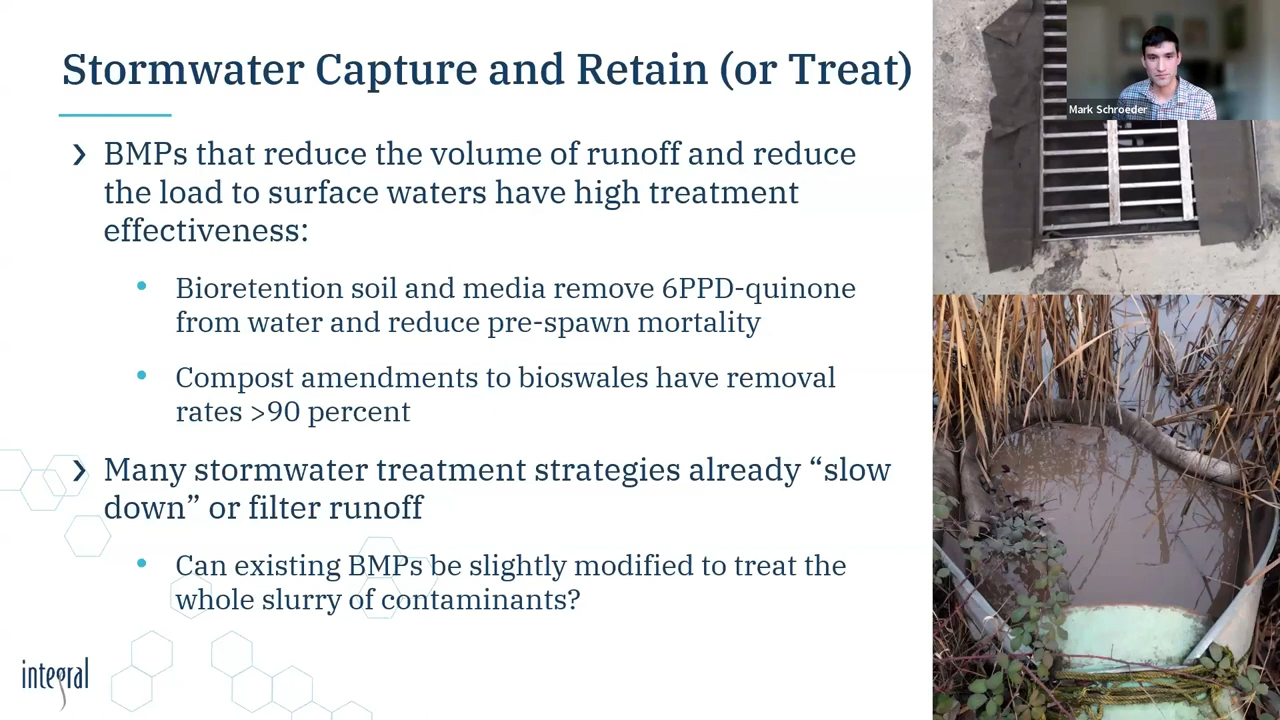 Stormwater Capture and Retain (or Treat)
Mark Schroeder
› BMPs that reduce the volume of runoff and reduce
the load to surface waters have high treatment
effectiveness:
• Bioretention soil and media remove 6PPD-quinone
from water and reduce pre-spawn mortality
• Compost amendments to bioswales have removal
rates >90 percent
› Many stormwater treatment strategies already “slow
down” or filter runoff
• Can existing BMPs be slightly modified to treat the
whole slurry of contaminants?
integral